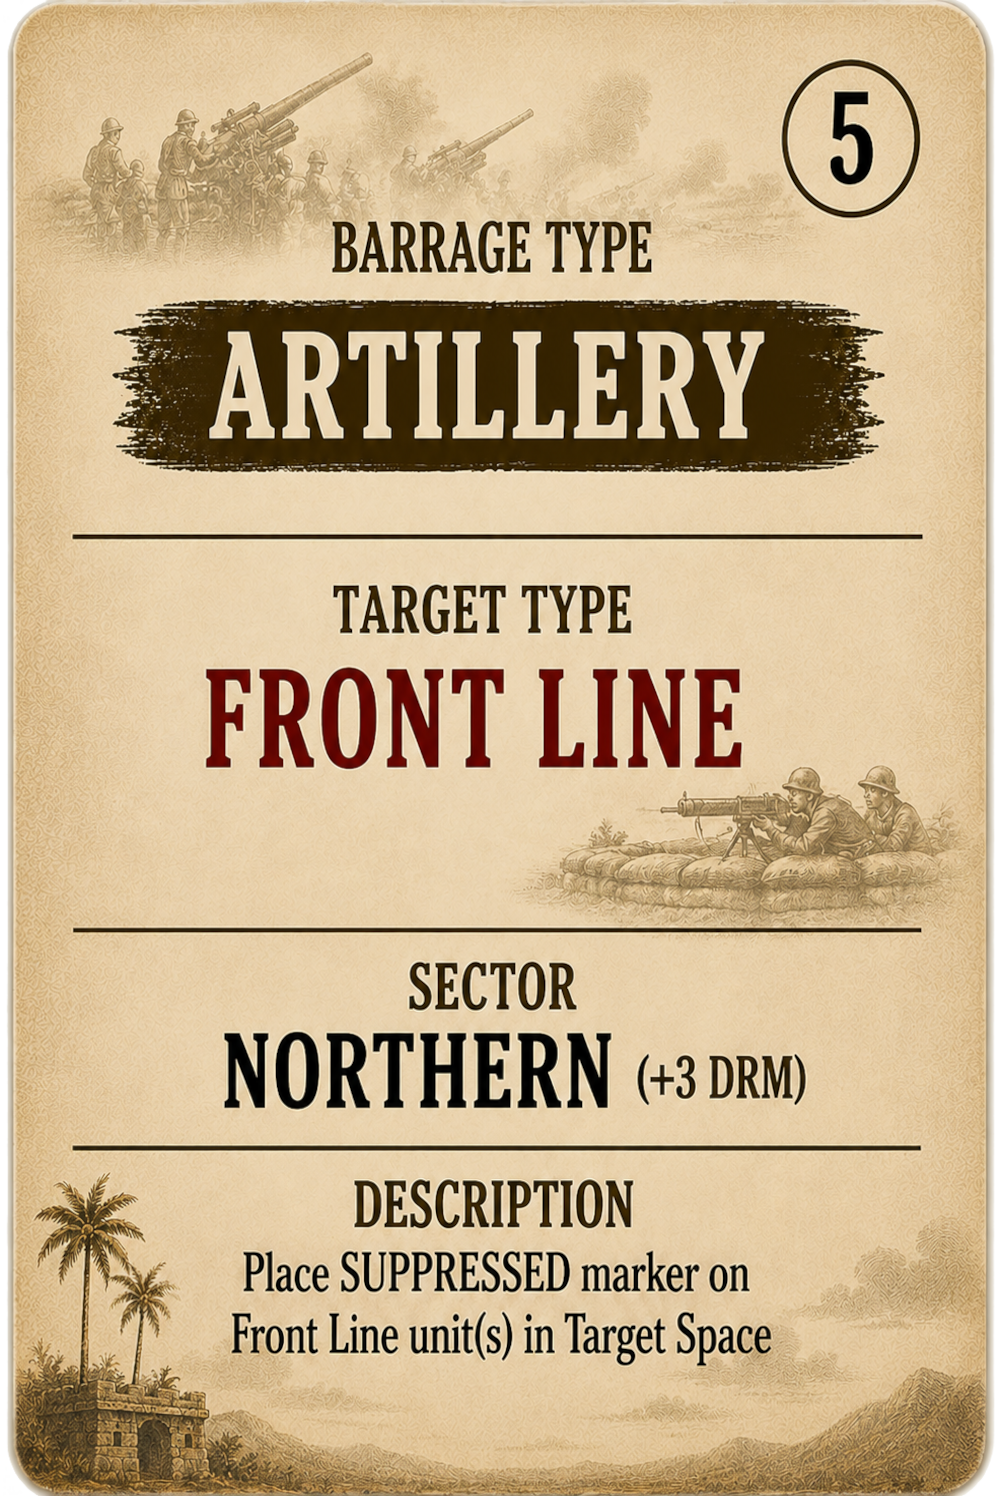 5
BARRAGE TYPE
ARTILLERY
TARGET TYPE
FRONT LINE
SECTOR
NORTHERN (+3 DRM)
DESCRIPTION
Place SUPPRESSED marker on
Front Line unit(s) in Target Space